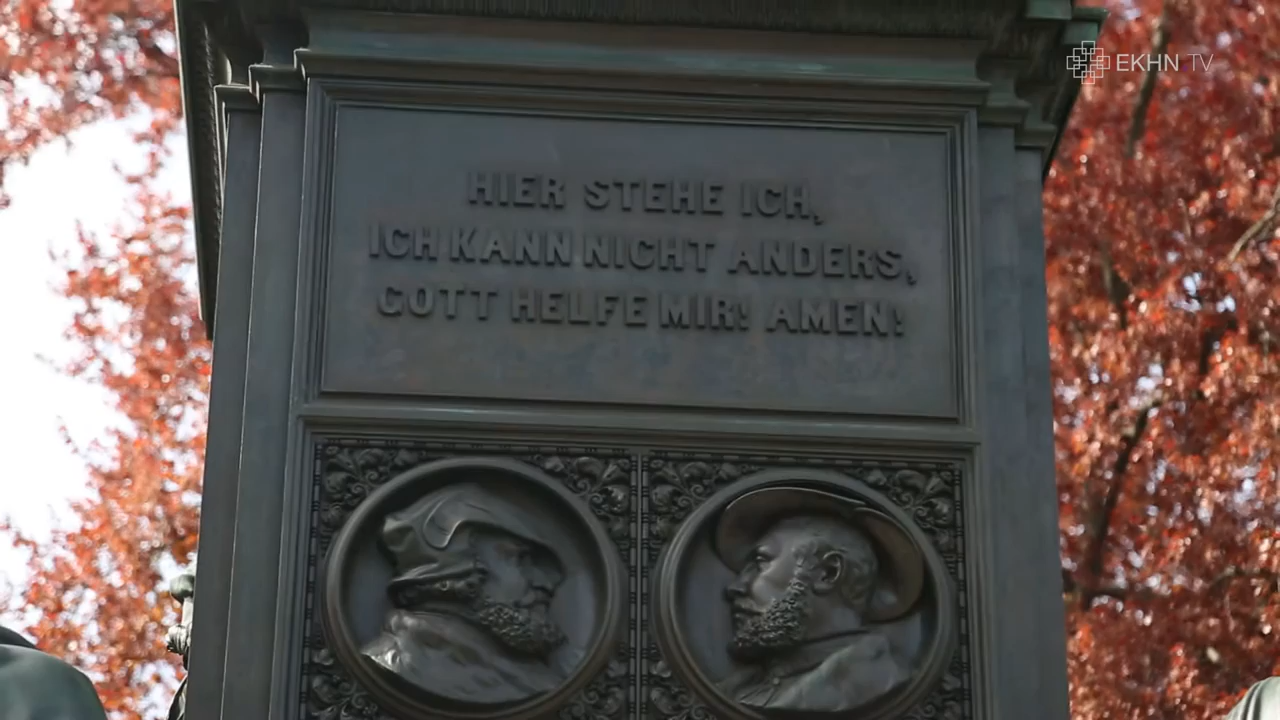 EKHN TV
HIER STEHE ICH,
ICH KANN NICHT ANDERS,
GOTT HELFE MIR! AMEN!